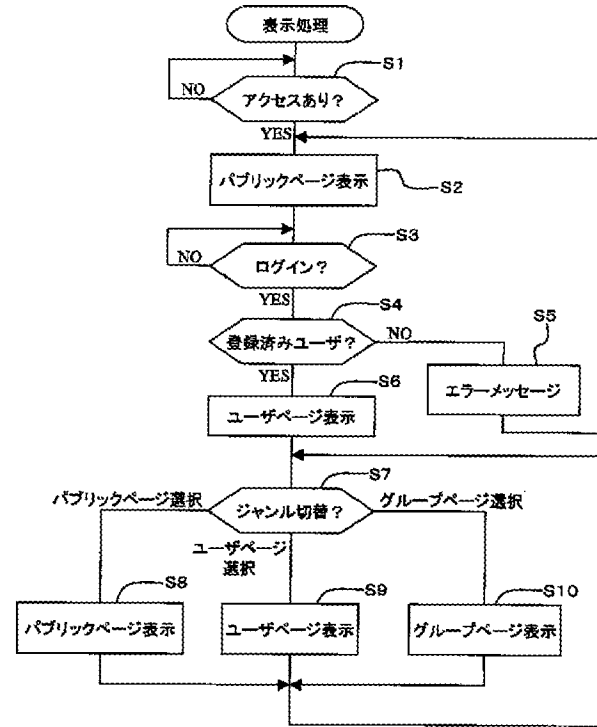 表示処理
S1
NO
アクセスあり？
YES
パブリックページ表示
S2
S3
NO
ログイン？
YES
S4
登録済みユーザ？
NO
S5
YES
エラーメッセージ
S6
ユーザページ表示
S7
パブリックページ選択
ジャンル切替？
グループページ選択
ユーザページ
選択
S8
S9
S10
パブリックページ表示
ユーザページ表示
グループページ表示